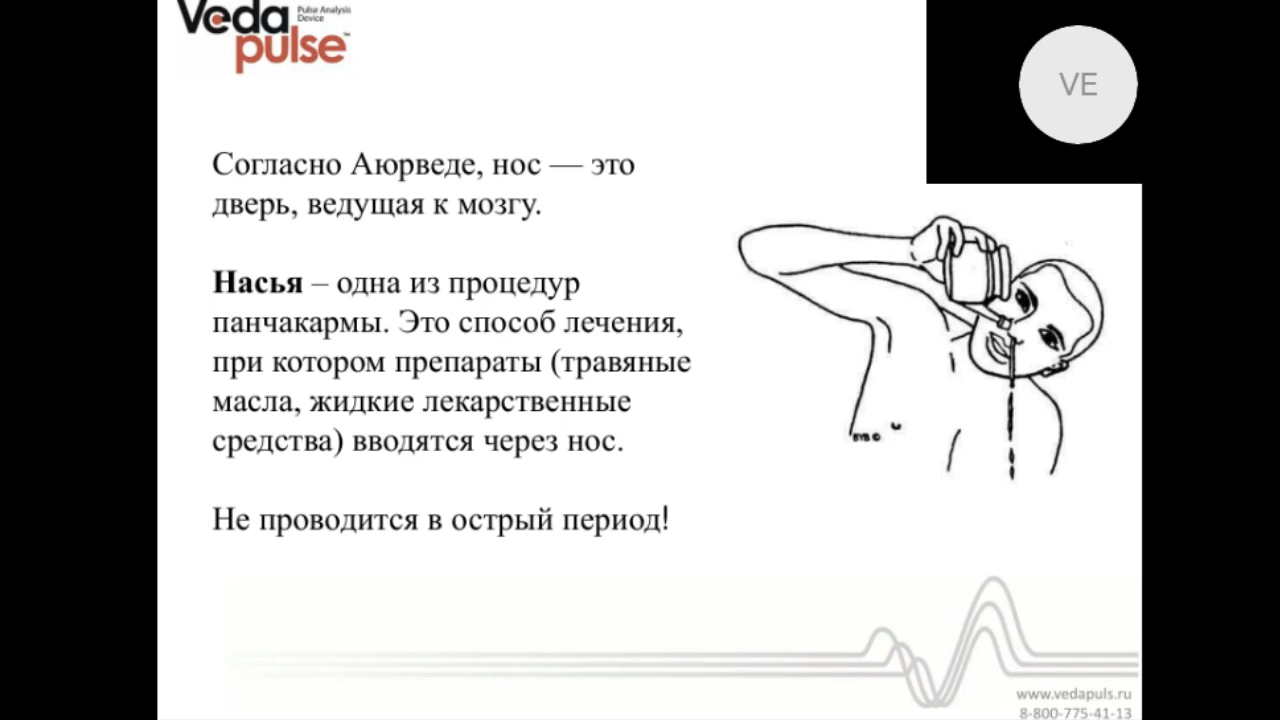 Veda
Pulse Analysis
Device
pulse™
VE
Согласно Аюрведе, нос — это
дверь, ведущая к мозгу.
Насья – одна из процедур
панчакармы. Это способ лечения,
при котором препараты (травяные
масла, жидкие лекарственные
средства) вводятся через нос.
Не проводится в острый период!
www.vedapuls.ru
8-800-775-41-13